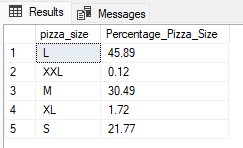 Results Messages
pizza_size Percentage_Pizza_Size
1 L 45.89
2 XXL 0.12
3 M 30.49
4 XL 1.72
5 S 21.77